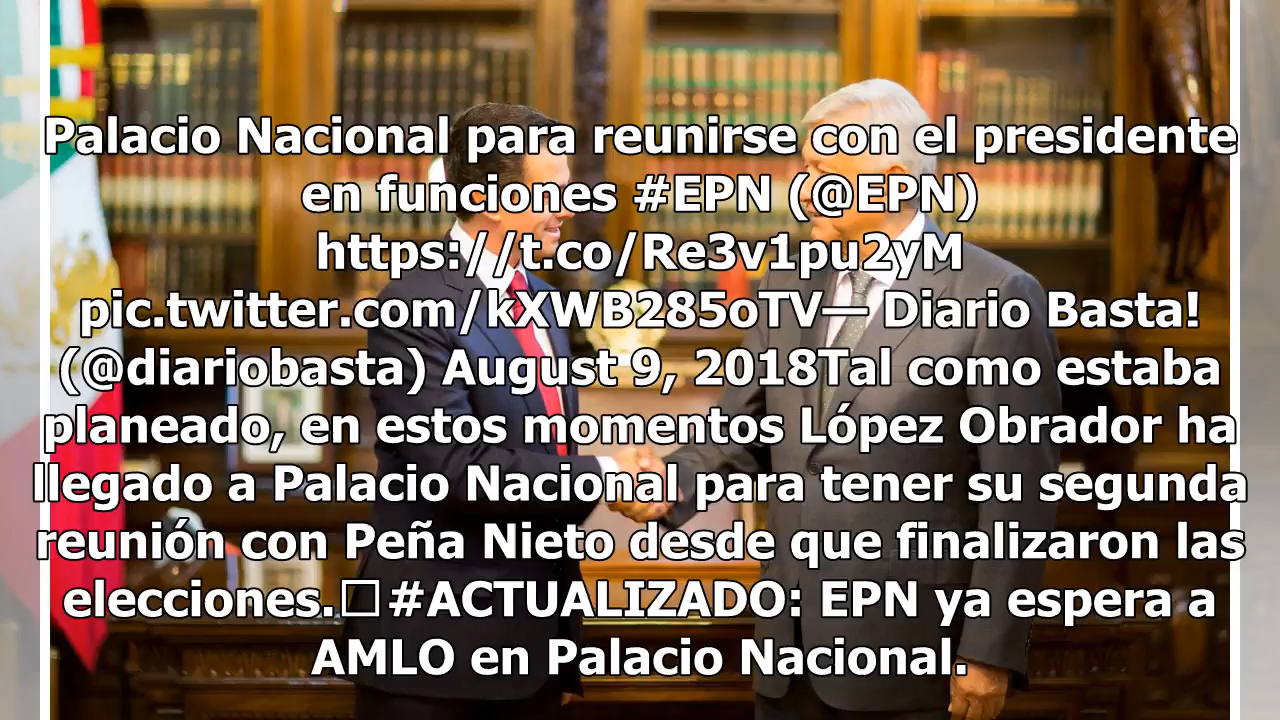 Palacio Nacional para reunirse con el presidente
en funciones #EPN (@EPN)
https://t.co/Re3v1pu2yM
pic.twitter.com/kXWB285oTV— Diario Basta!
(@diariobasta) August 9, 2018Tal como estaba
planeado, en estos momentos López Obrador ha
llegado a Palacio Nacional para tener su segunda
reunión con Peña Nieto desde que finalizaron las
elecciones.□#ACTUALIZADO: EPN ya espera a
AMLO en Palacio Nacional.